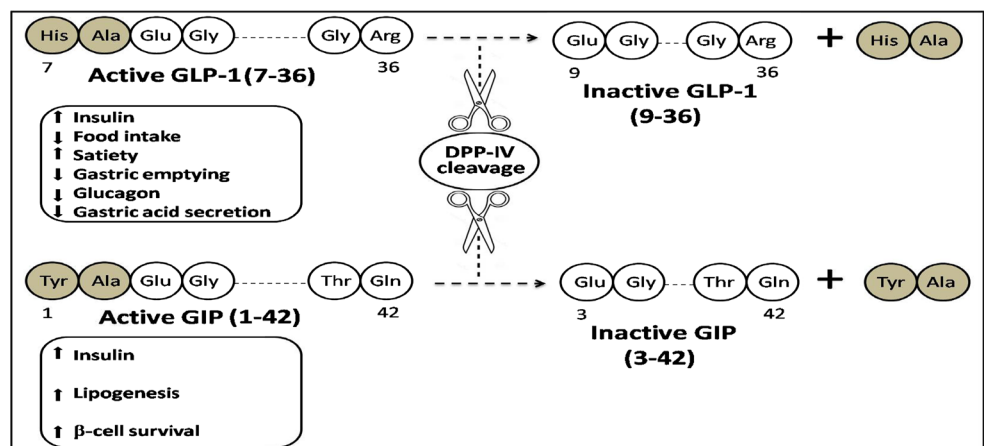 His Ala Glu Gly Gly Arg Glu Gly Gly Arg + His Ala
7 36 9 36
Active GLP-1 (7-36)
Inactive GLP-1
(9-36)
⬆ Insulin
⬇ Food intake
⬆ Satiety
⬇ Gastric emptying
⬇ Glucagon
⬇ Gastric acid secretion
DPP-IV
cleavage
Tyr Ala Glu Gly Thr Gln Glu Gly Thr Gln + Tyr Ala
1 42 3 42
Active GIP (1-42)
Inactive GIP
(3-42)
⬆ Insulin
⬆ Lipogenesis
⬆ β-cell survival